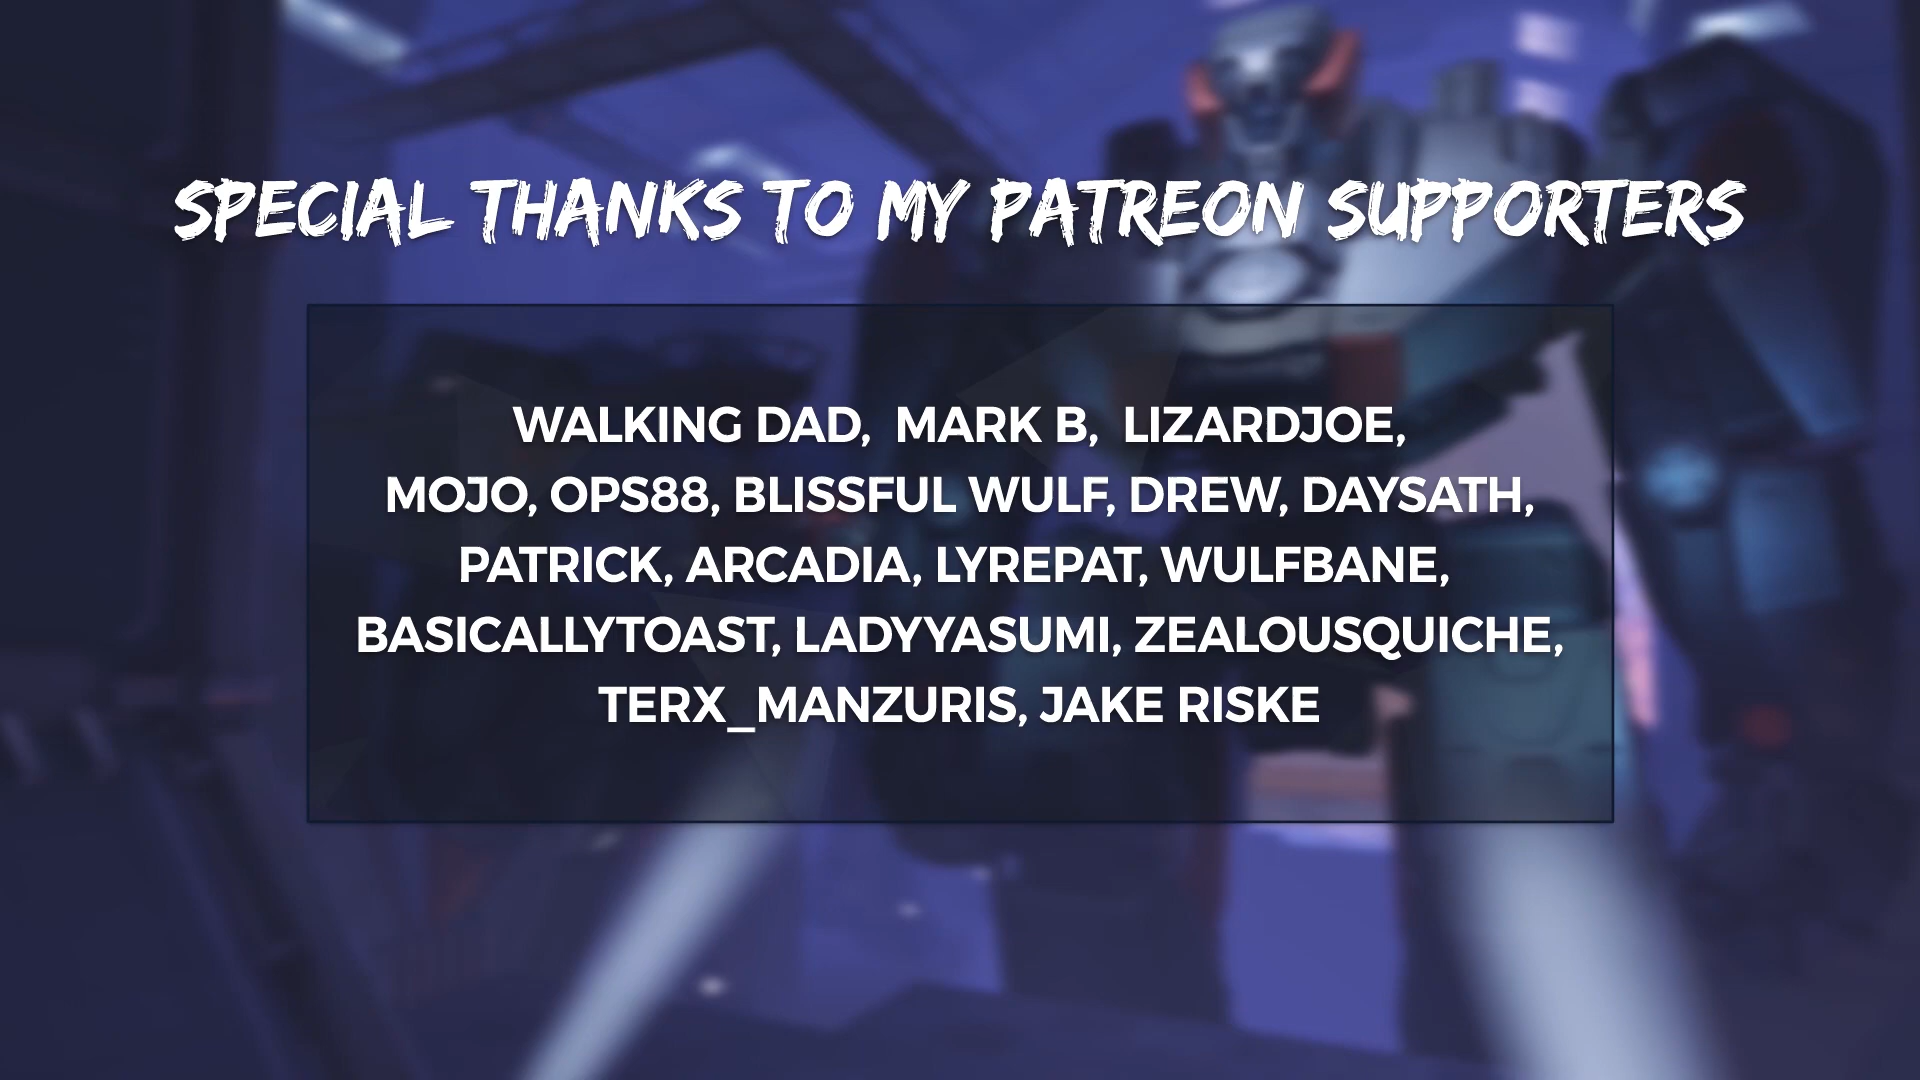 SPECIAL THANKS TO MY PATREON SUPPORTERS
WALKING DAD, MARK B, LIZARDJOE,
MOJO, OPS88, BLISSFUL WULF, DREW, DAYSATH,
PATRICK, ARCADIA, LYREPAT, WULFBANE,
BASICALLYTOAST, LADYYASUMI, ZEALOUSQUICHE,
TERX_MANZURIS, JAKE RISKE